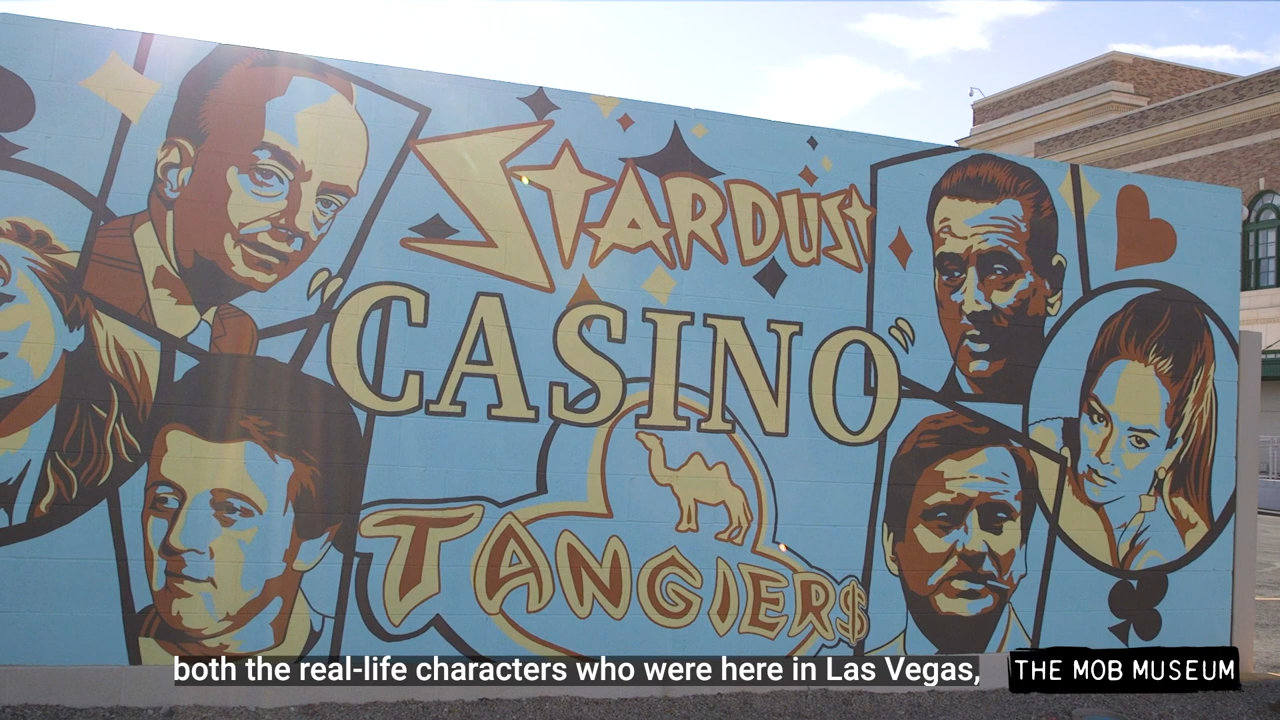 STARDUST
"CASINO"
TANGIER$
both the real-life characters who were here in Las Vegas,
THE MOB MUSEUM